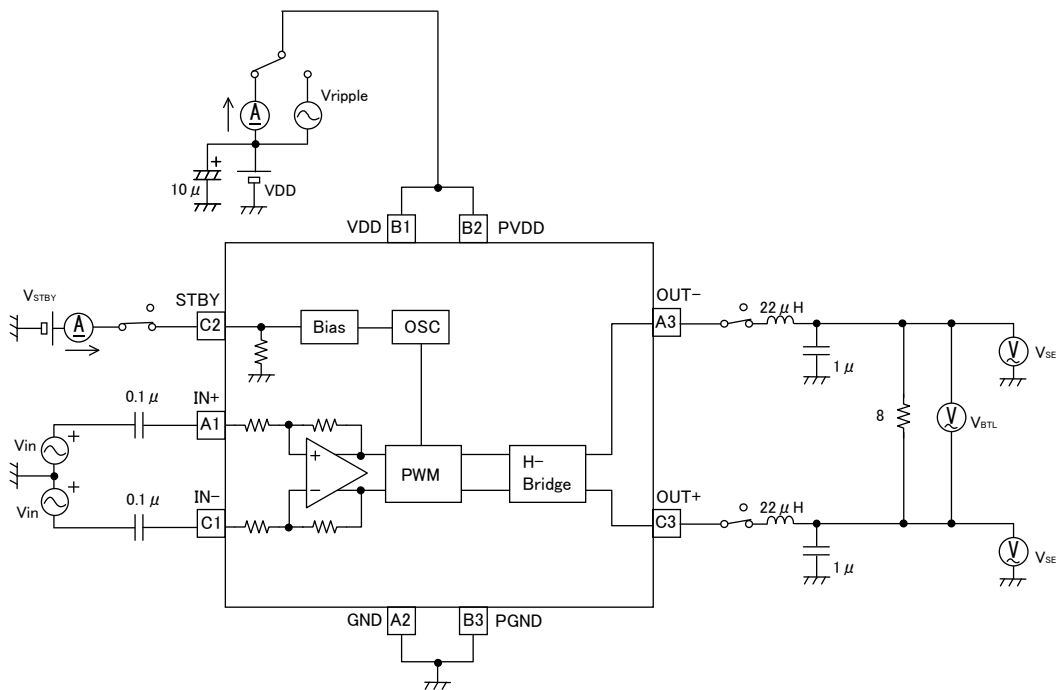 A
Vripple
+
10μ
VDD
VDD B1
B2 PVDD
VSTBY
A
STBY
C2
Bias
OSC
OUT-
A3
22μH
1μ
V
VSE
0.1μ
IN+
A1
Vin
+
+
Vin
0.1μ
IN-
C1
+
-
PWM
H-
Bridge
8
V
VBTL
OUT+
C3
22μH
1μ
V
VSE
GND A2
B3 PGND